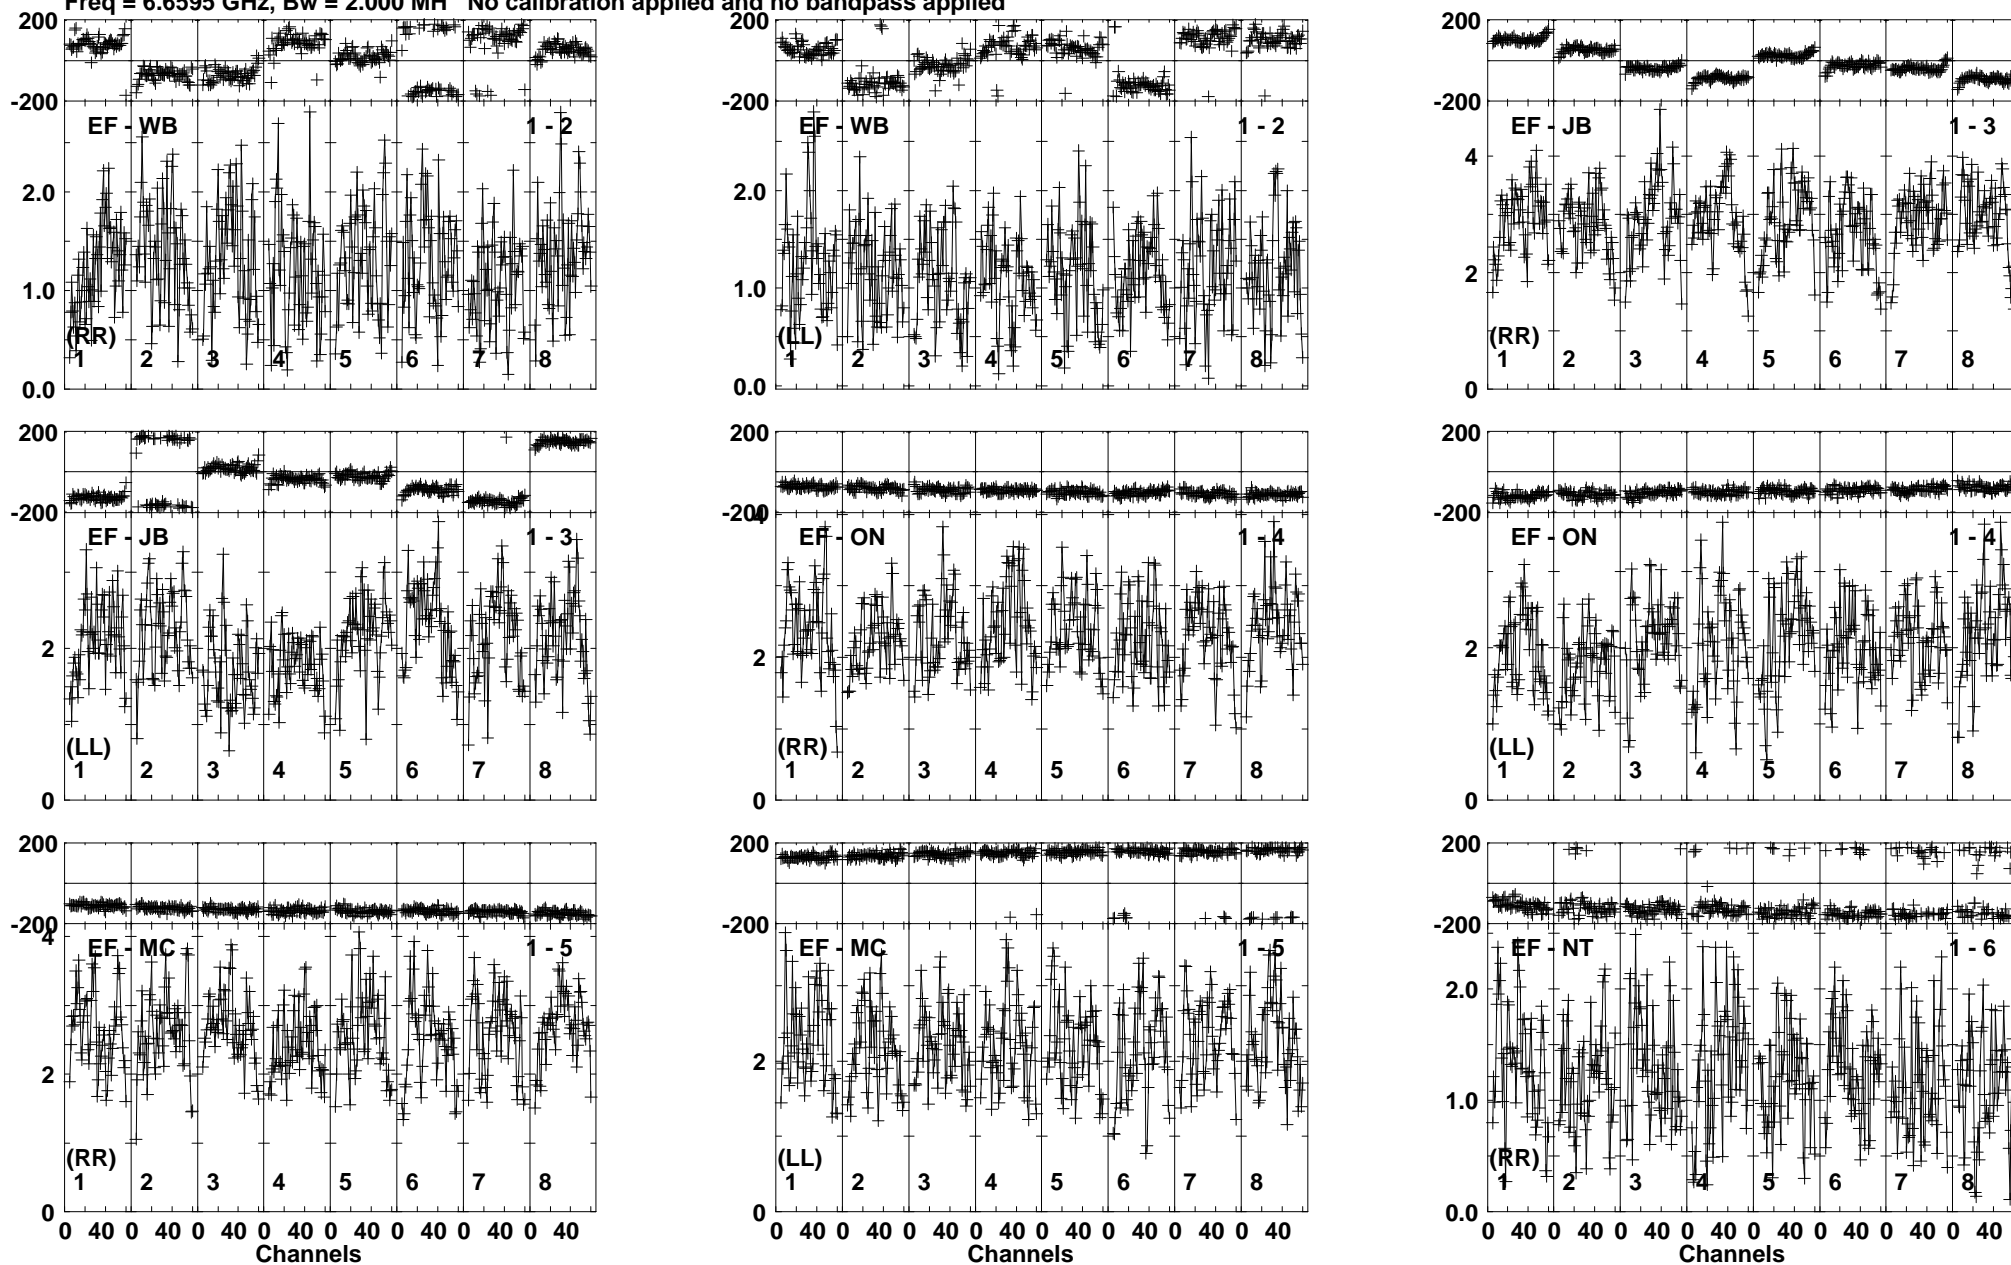 Freq = 6.6595 GHz, Bw = 2.000 MH No calibration applied and no bandpass applied
200
-200
EF - WB 1 - 2
2.0
1.0
(RR)
1 2 3 4 5 6 7 8
0.0
200
-200
EF - WB 1 - 2
2.0
1.0
(LL)
1 2 3 4 5 6 7 8
0.0
200
-200
EF - JB 1 - 3
4
2
(RR)
1 2 3 4 5 6 7 8
0
200
-200
EF - JB 1 - 3
2
(LL)
1 2 3 4 5 6 7 8
0
200
-200
4
EF - ON 1 - 4
2
(RR)
1 2 3 4 5 6 7 8
0
200
-200
EF - ON 1 - 4
2
(LL)
1 2 3 4 5 6 7 8
0
200
-200
4
EF - MC 1 - 5
2
(RR)
1 2 3 4 5 6 7 8
0
0 40 0 40 0 40 0 40 0 40 0 40 0 40 0 40
Channels
200
-200
EF - MC 1 - 5
2
(LL)
1 2 3 4 5 6 7 8
0
0 40 0 40 0 40 0 40 0 40 0 40 0 40 0 40
Channels
200
-200
EF - NT 1 - 6
2.0
1.0
(RR)
1 2 3 4 5 6 7 8
0.0
0 40 0 40 0 40 0 40 0 40 0 40 0 40 0 40
Channels